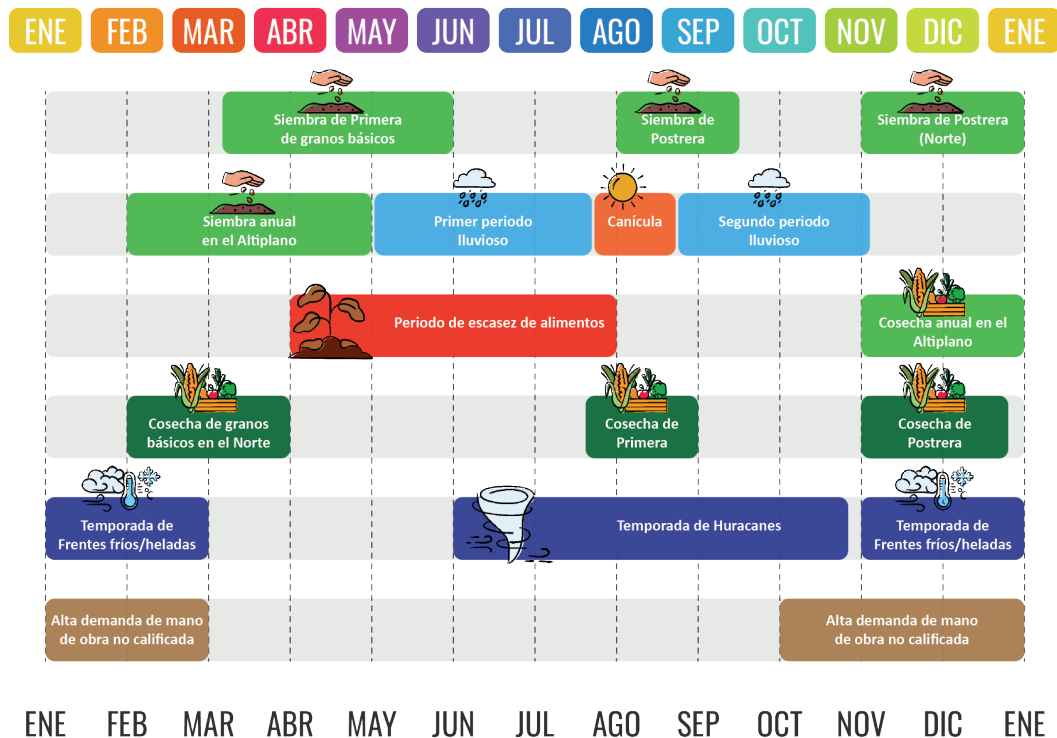 ENE FEB MAR ABR MAY JUN JUL AGO SEP OCT NOV DIC ENE
Siembra de Primera
de granos básicos
Siembra de
Postrera
Siembra de Postrera
(Norte)
Siembra anual
en el Altiplano
Primer periodo
lluvioso
Canícula
Segundo periodo
lluvioso
Periodo de escasez de alimentos
Cosecha anual en el
Altiplano
Cosecha de granos
básicos en el Norte
Cosecha de
Primera
Cosecha de
Postrera
Temporada de
Frentes fríos/heladas
Temporada de Huracanes
Temporada de
Frentes fríos/heladas
Alta demanda de mano
de obra no calificada
Alta demanda de mano
de obra no calificada
ENE FEB MAR ABR MAY JUN JUL AGO SEP OCT NOV DIC ENE